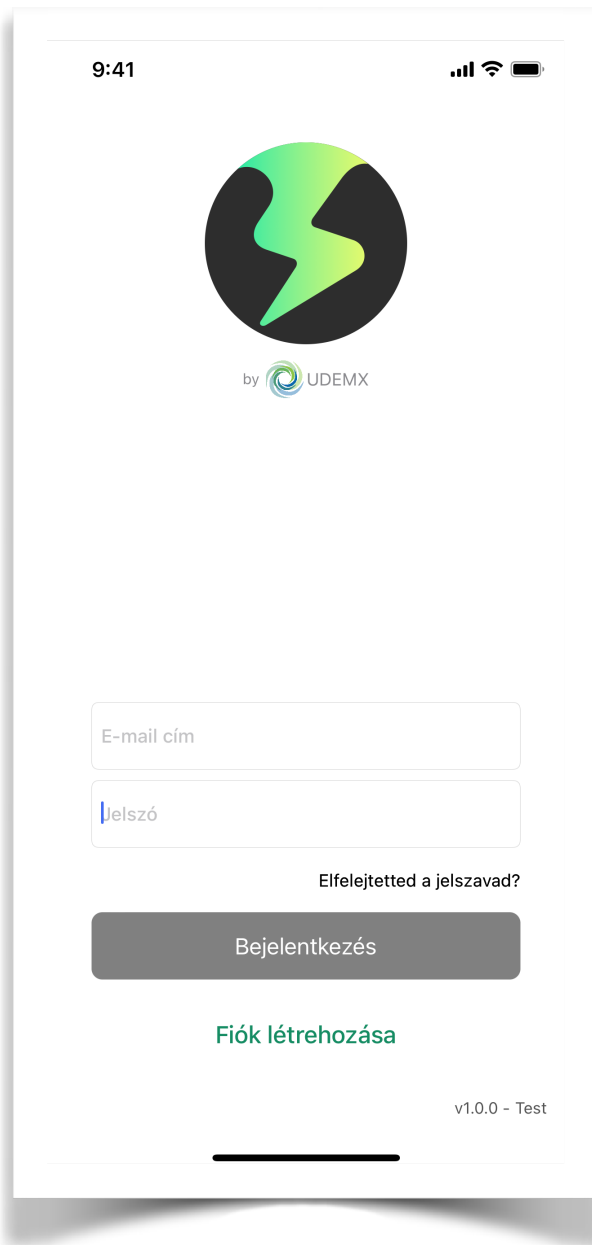 9:41
by UDEMX
E-mail cím
Jelszó
Elfelejtetted a jelszavad?
Bejelentkezés
Fiók létrehozása
v1.0.0 - Test